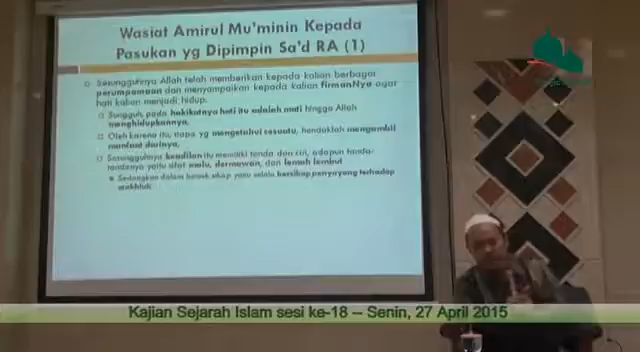 Wasiat Amirul Mu'minin Kepada
Pasukan yg Dipimpin Sa'd RA (1)
Sesungguhnya Allah telah memberikan kepada kalian berbagai
perumpamaan dan menyampaikan kepada kalian firmanNya agar
hati kalian menjadi hidup.
Sungguh, pada hakikatnya hati itu adalah mati hingga Allah
menghidupkannya.
Oleh karena itu, siapa yg mengetahui sesuatu, hendaklah mengambil
manfaat darinya.
Sesungguhnya keadilan itu memiliki tanda dan ciri, adapun tanda-
tandanya yaitu sifat malu, dermawan, dan lemah lembut
Sedangkan dalam bentuk sikap yaitu selalu bersikap penyayang terhadap
makhluk
Kajian Sejarah Islam sesi ke-18 -- Senin, 27 April 2015